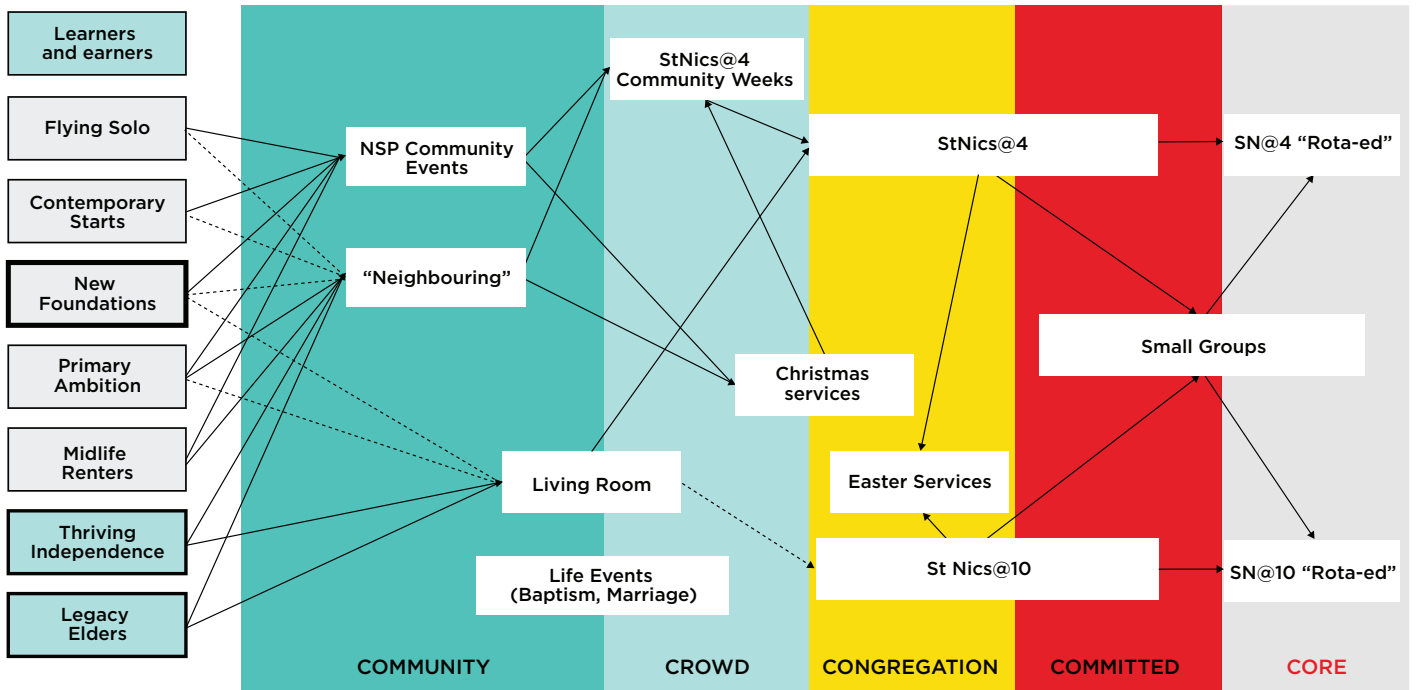 Learners
and earners
Flying Solo
Contemporary
Starts
New
Foundations
Primary
Ambition
Midlife
Renters
Thriving
Independence
Legacy
Elders
NSP Community
Events
“Neighbouring”
Living Room
Life Events
(Baptism, Marriage)
StNics@4
Community Weeks
Christmas
services
StNics@4
Easter Services
St Nics@10
Small Groups
SN@4 “Rota-ed”
SN@10 “Rota-ed”
COMMUNITY
CROWD
CONGREGATION
COMMITTED
CORE